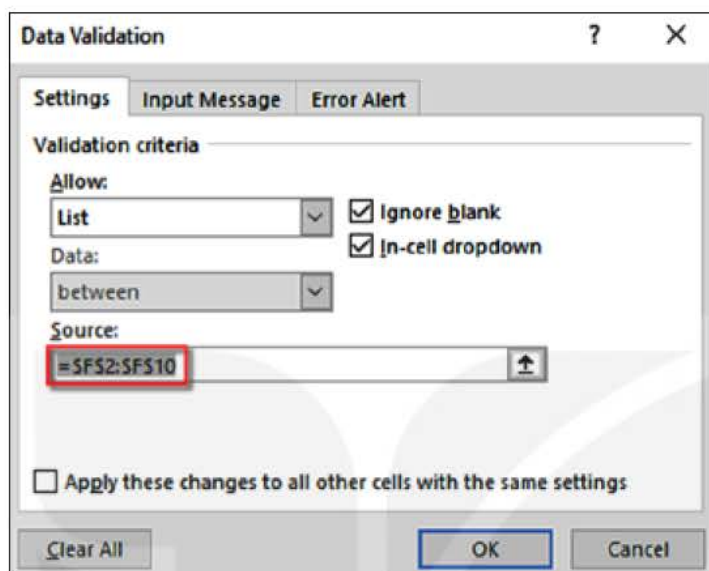 Data Validation ? X
Settings Input Message Error Alert
Validation criteria
Allow:
List
Ignore blank
Data:
In-cell dropdown
between
Source:
=$F$2:$F$10
Apply these changes to all other cells with the same settings
Clear All OK Cancel